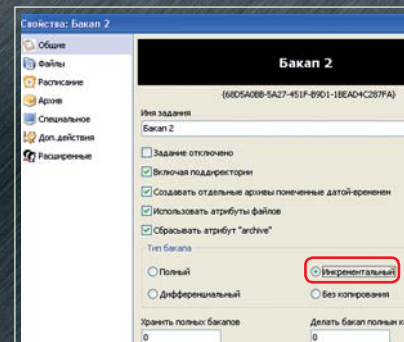 Свойства: Бакап 2
Общие
Файлы
Расписание
Архив
Специальное
Доп.действия
Расширенные
Бакап 2
{68D5A0BB-5A27-451F-B9D1-1BEAD4C287FA}
Имя задания
Бакап 2
Задание отключено
Включая поддиректории
Создавать отдельные архивы помеченные датой-временем
Использовать атрибуты файлов
Сбрасывать атрибут "archive"
Тип бакапа
Полный
Инкрементальный
Дифференциальный
Без копирования
Хранить полных бакапов
Делать бакап полным
0
0